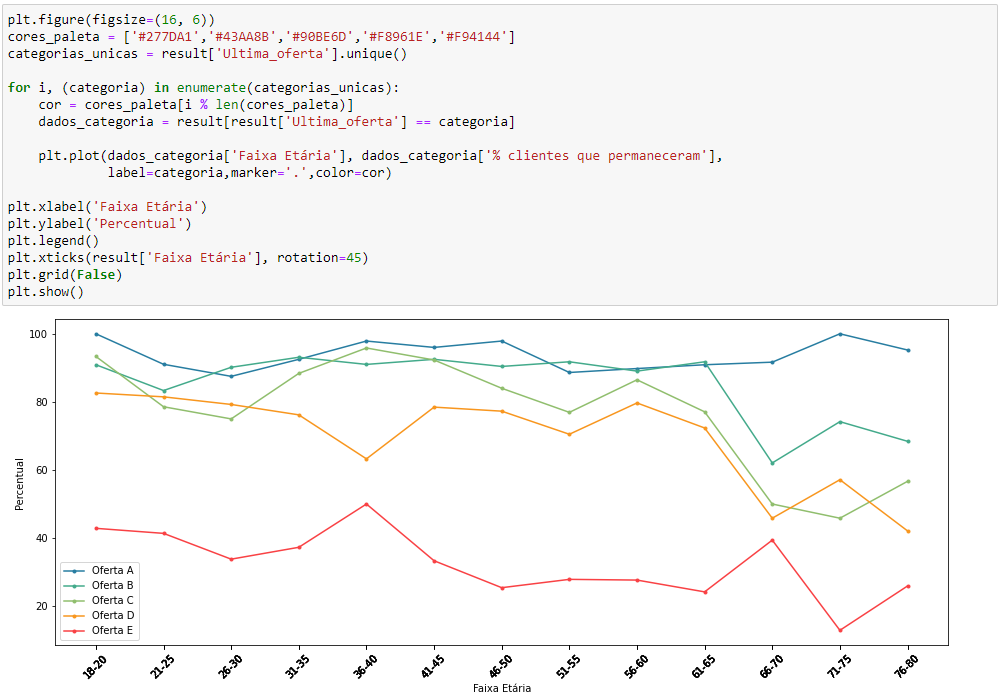 plt.figure(figsize=(16, 6))
cores_paleta = ['#277DA1','#43AA8B','#90BE6D','#F8961E','#F94144']
categorias_unicas = result['Ultima_oferta'].unique()
for i, (categoria) in enumerate(categorias_unicas):
    cor = cores_paleta[i % len(cores_paleta)]
    dados_categoria = result[result['Ultima_oferta'] == categoria]
    plt.plot(dados_categoria['Faixa Etária'], dados_categoria['% clientes que permaneceram'],
             label=categoria,marker='.',color=cor)
plt.xlabel('Faixa Etária')
plt.ylabel('Percentual')
plt.legend()
plt.xticks(result['Faixa Etária'], rotation=45)
plt.grid(False)
plt.show()
100
80
60
40
20
Percentual
Oferta A
Oferta B
Oferta C
Oferta D
Oferta E
18-20
21-25
26-30
31-35
36-40
41-45
46-50
51-55
56-60
61-65
66-70
71-75
76-80
Faixa Etária